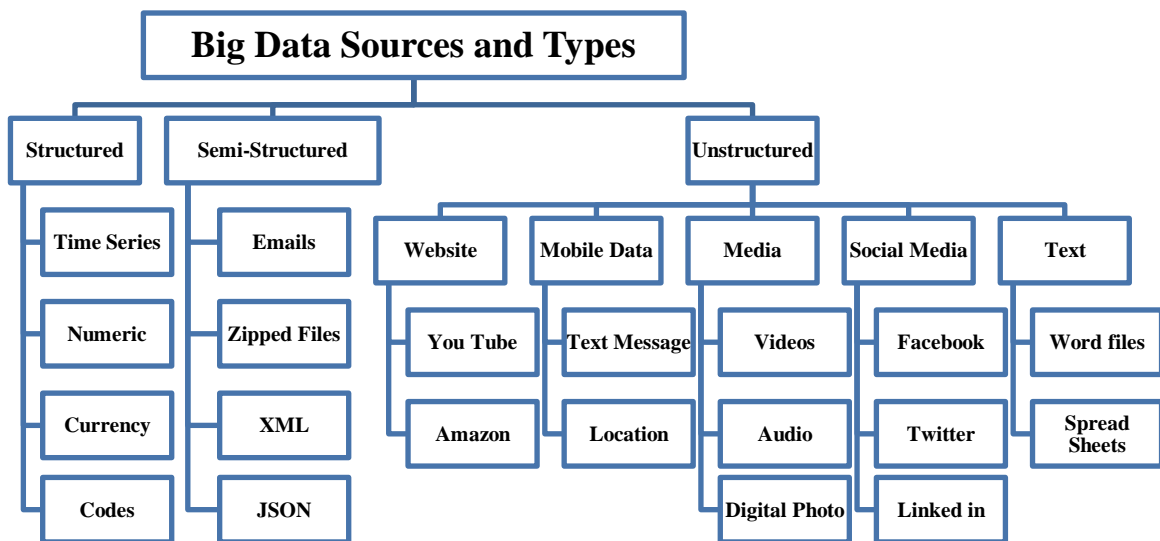 Big Data Sources and Types
Structured
Semi-Structured
Unstructured
Time Series
Numeric
Currency
Codes
Emails
Zipped Files
XML
JSON
Website
You Tube
Amazon
Mobile Data
Text Message
Location
Media
Videos
Audio
Digital Photo
Social Media
Facebook
Twitter
Linked in
Text
Word files
Spread
Sheets